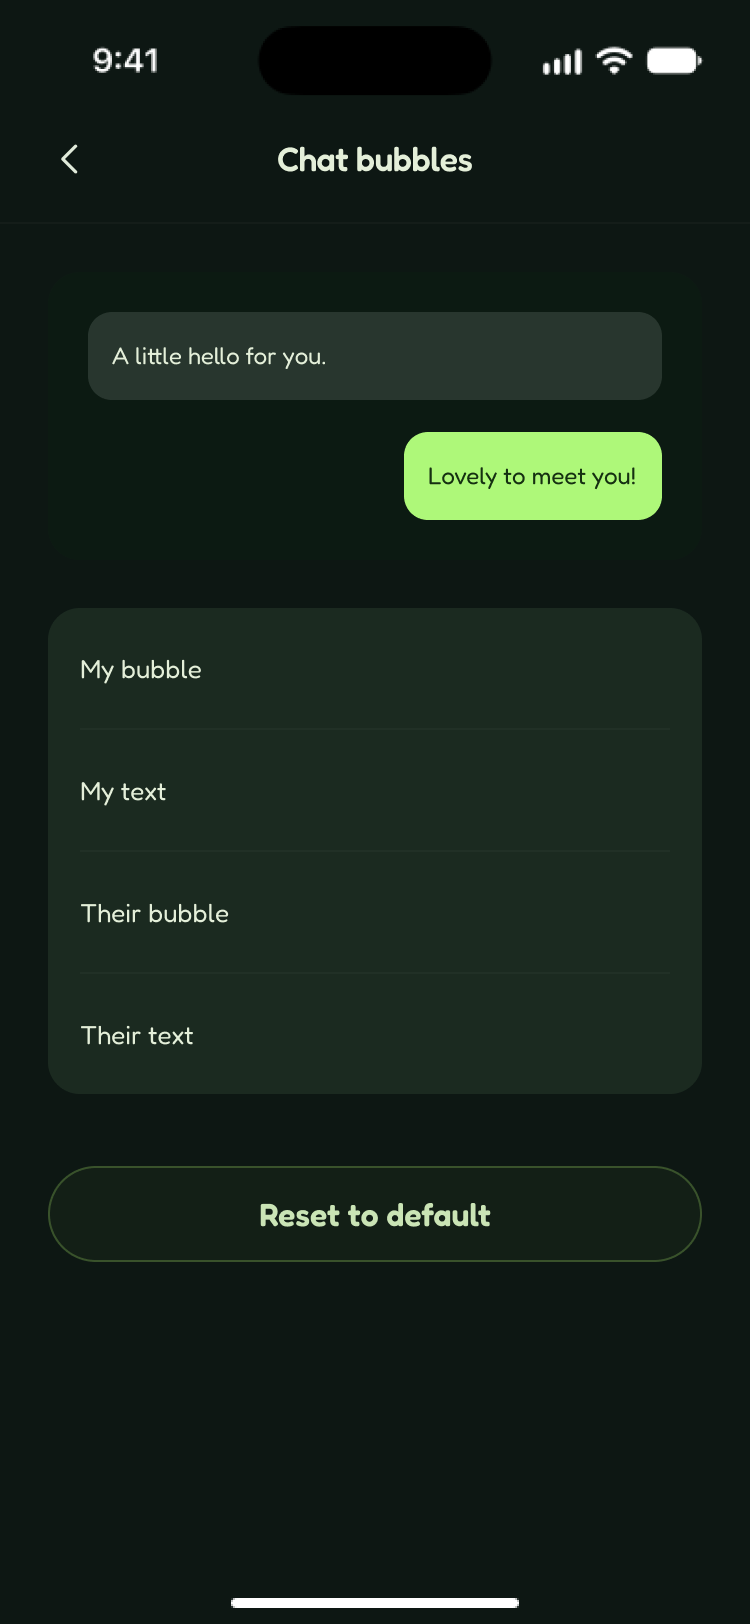 9:41
Chat bubbles
A little hello for you.
Lovely to meet you!
My bubble
My text
Their bubble
Their text
Reset to default